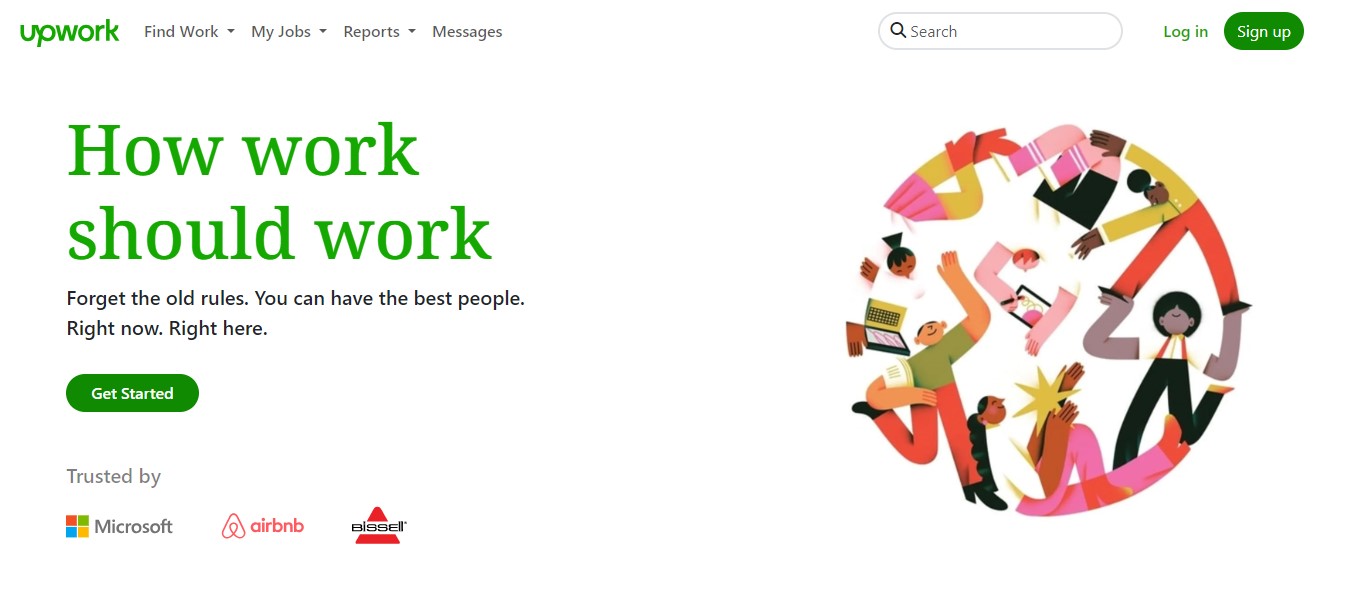 upwork Find Work My Jobs Reports Messages Search Log in Sign up
How work
should work
Forget the old rules. You can have the best people.
Right now. Right here.
Get Started
Trusted by
Microsoft airbnb BISSELL